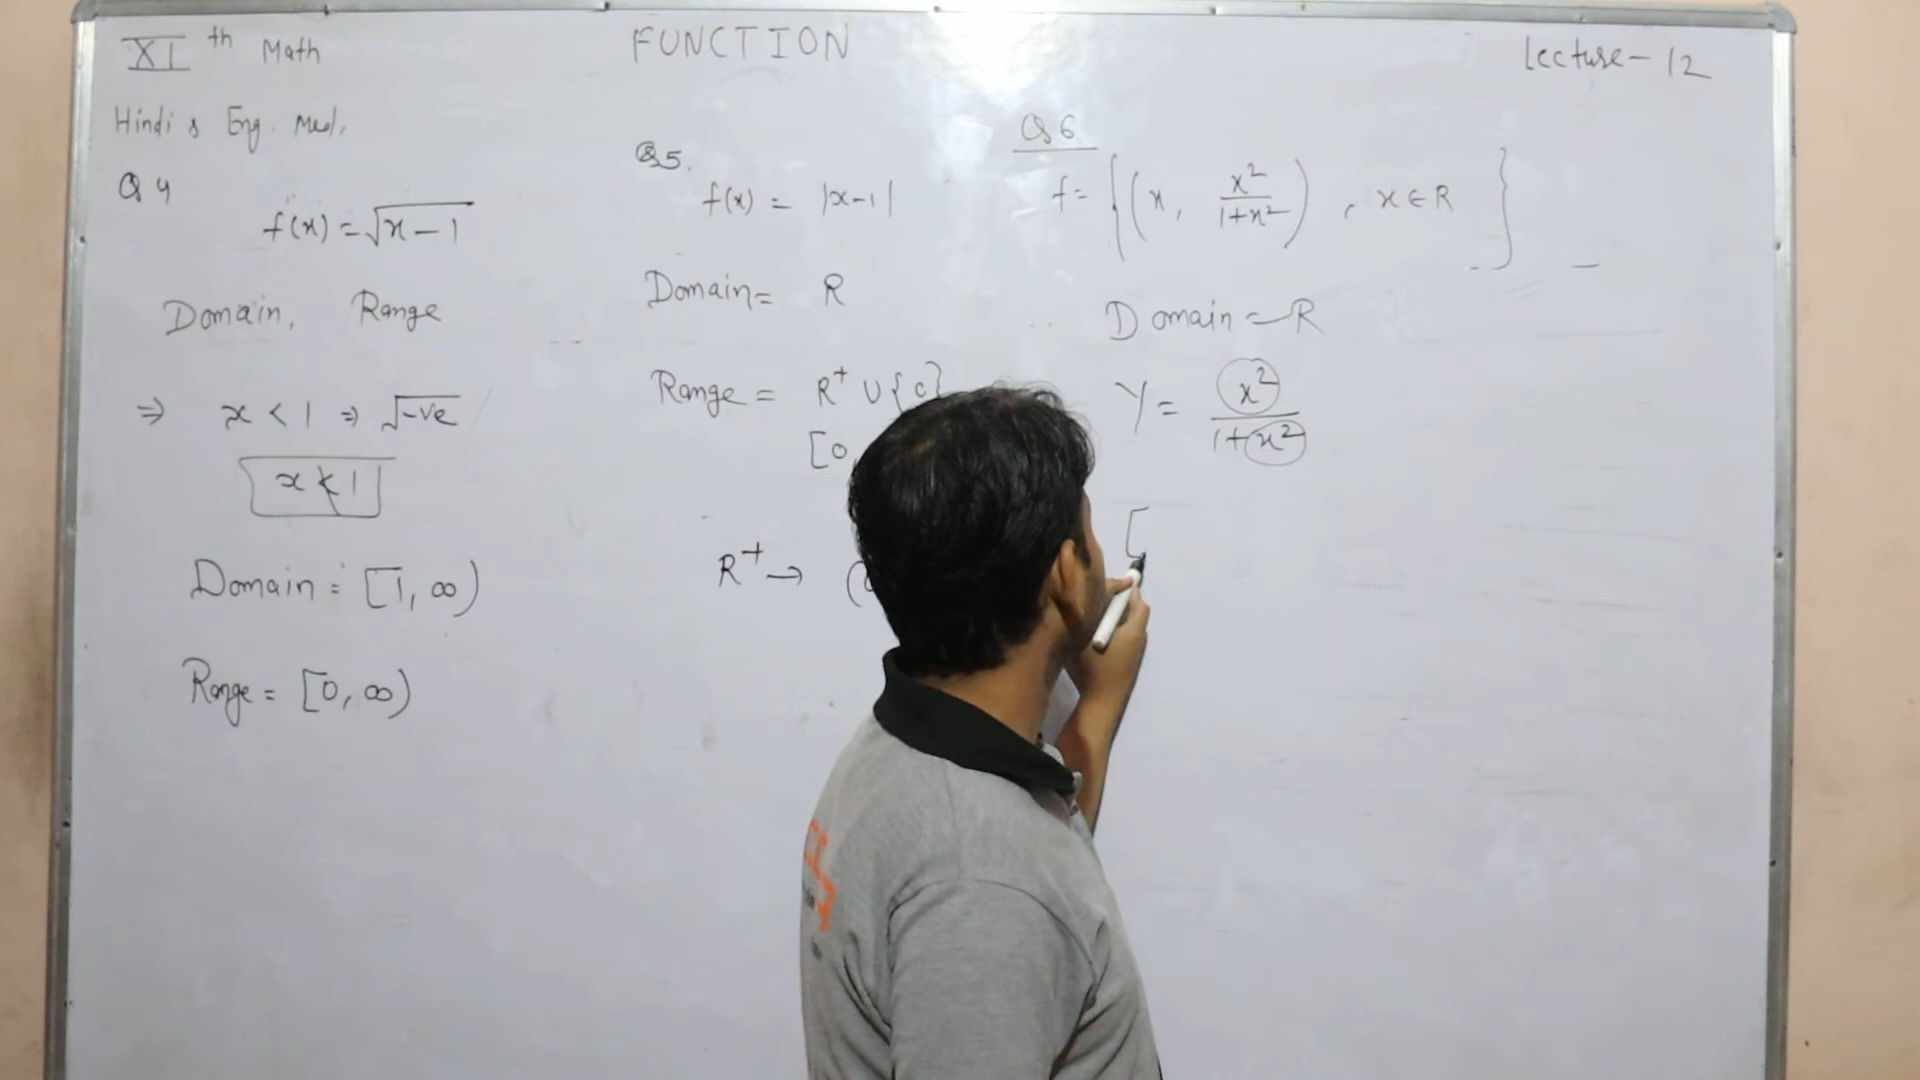 XI th Math
FUNCTION
Lecture - 12
Hindi & Eng. Med.
Q 4
f(x) = √x - 1
Domain, Range
⇒ x < 1 ⇒ √-ve
x ≮ 1
Domain = [1, ∞)
Range = [0, ∞)
Q5.
f(x) = |x-1|
Domain = R
Range = R⁺ ∪ {0}
[0,
R⁺ →
Q 6
f = {(x, x²/1+x²), x ∈ R}
Domain = R
Y = x²/1+x²
[